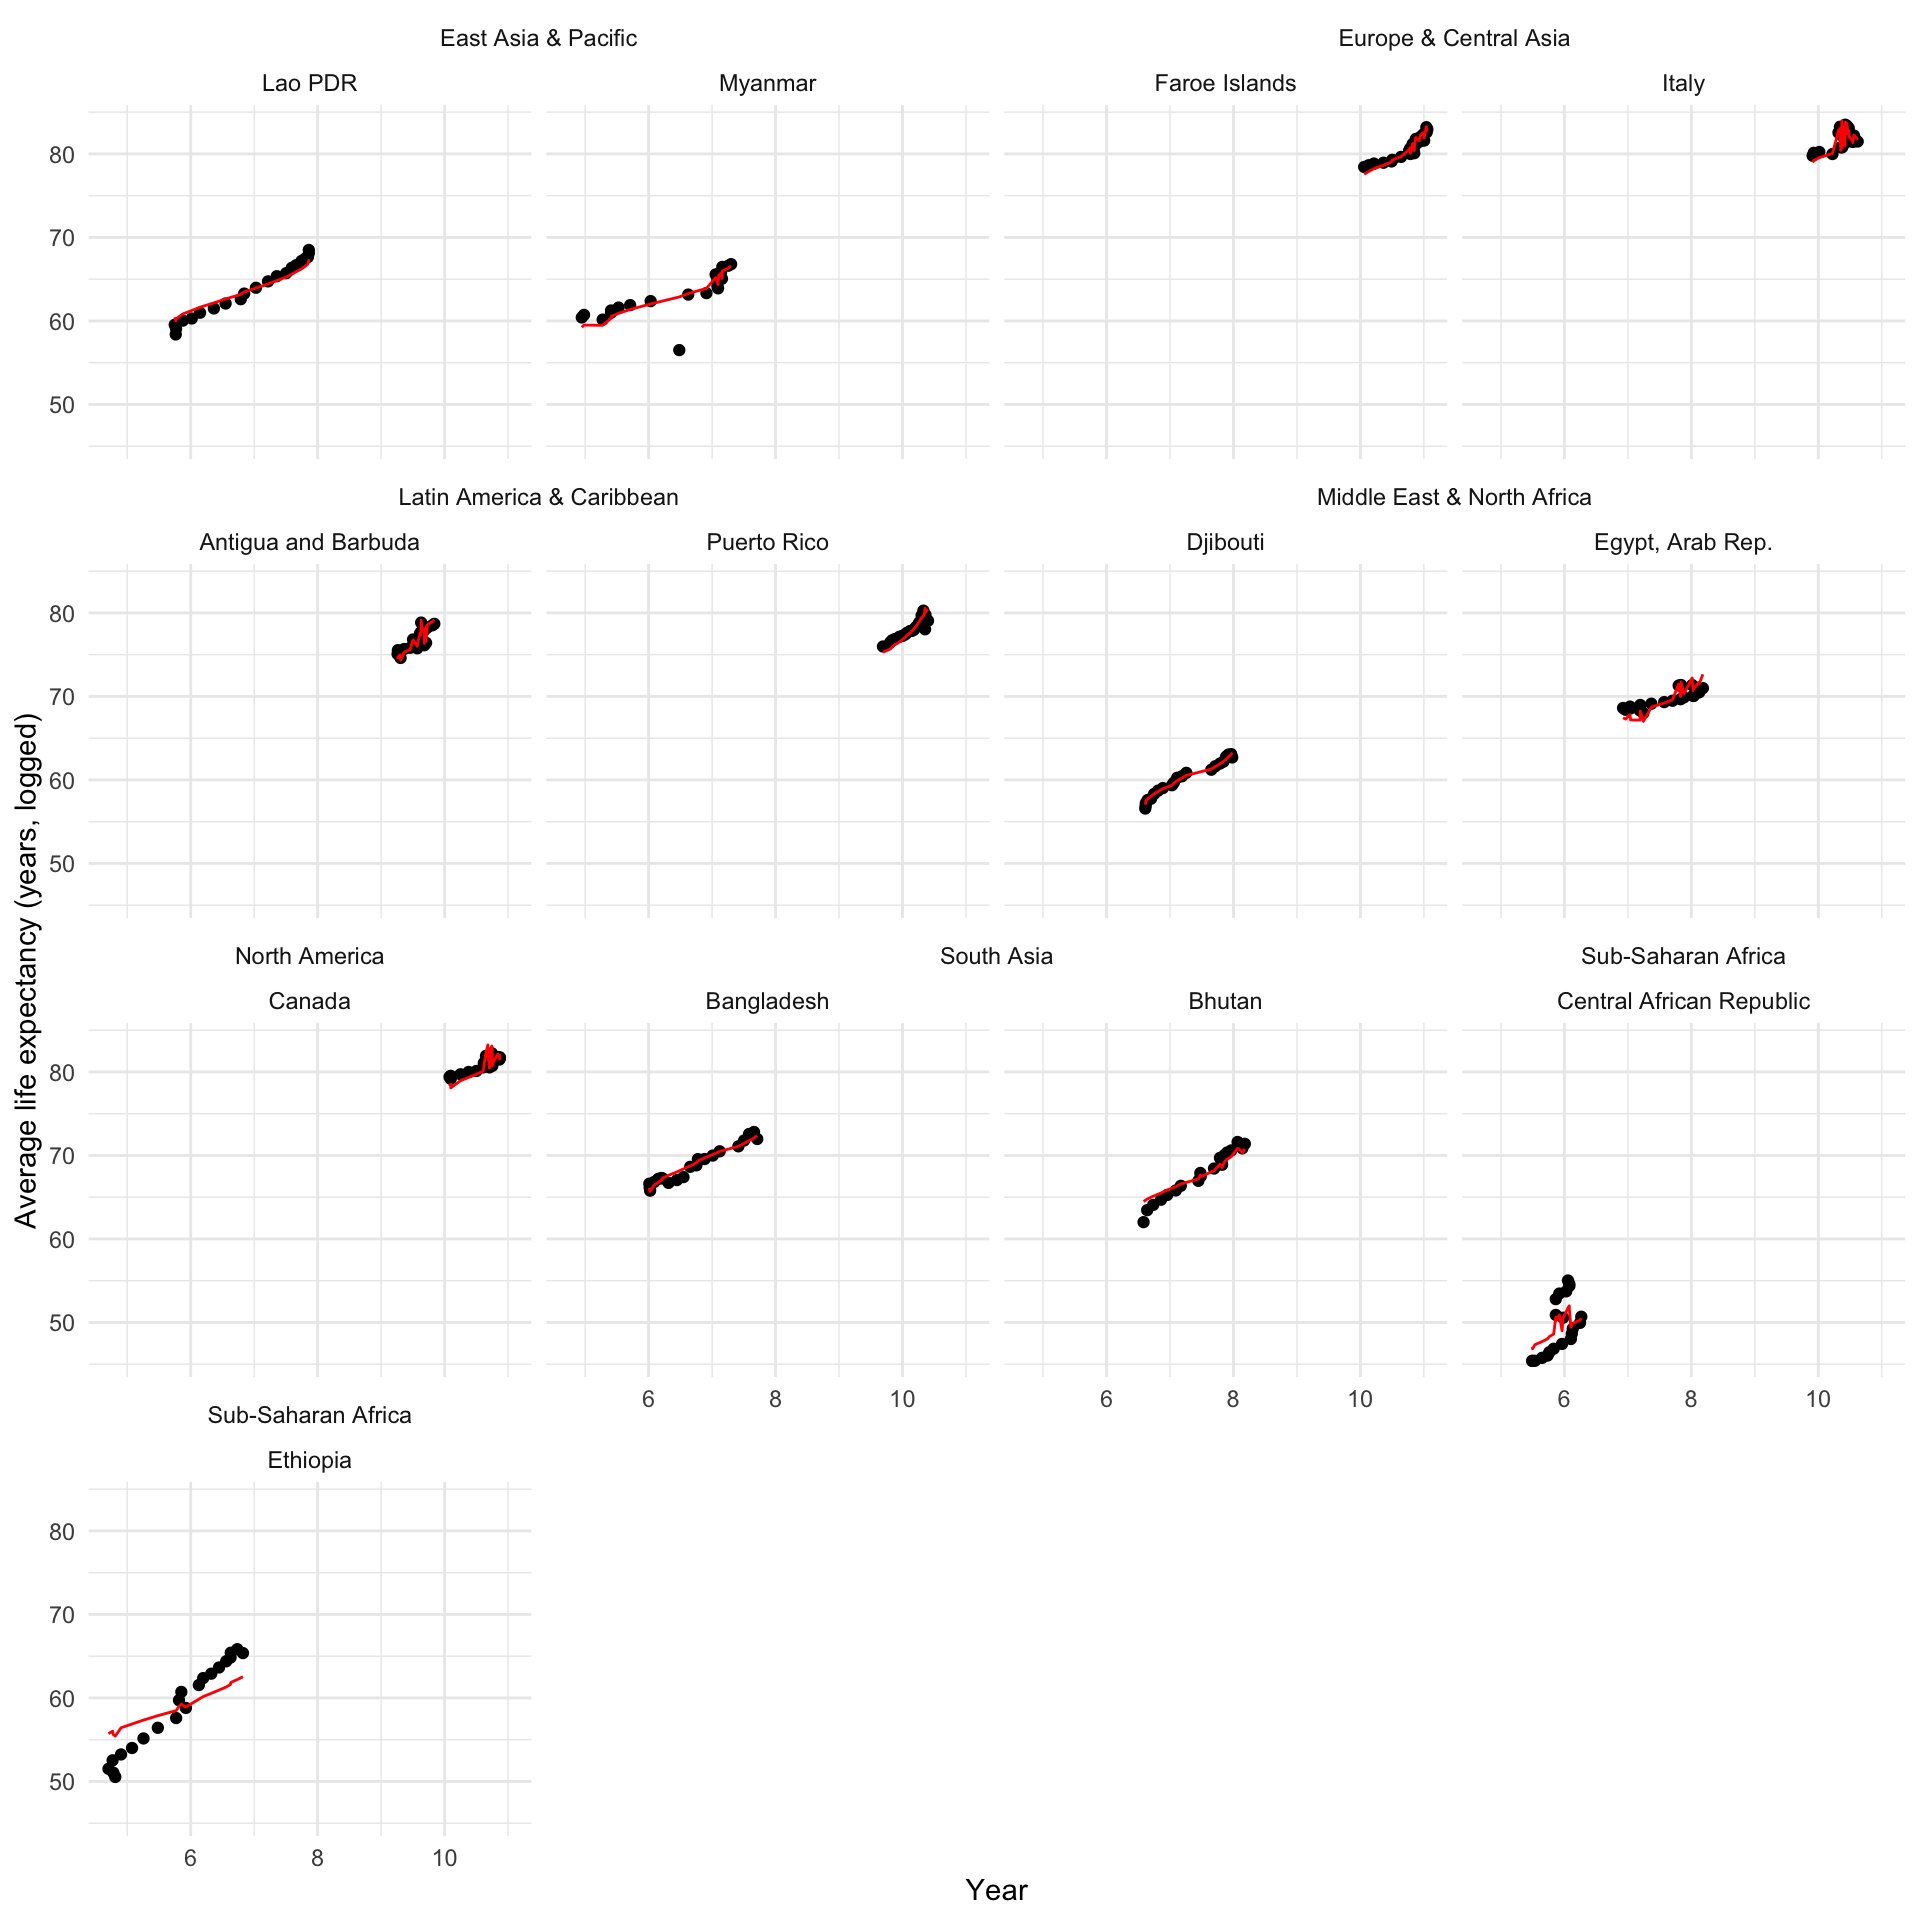 East Asia & Pacific
Europe & Central Asia
Lao PDR
Myanmar
Faroe Islands
Italy
80
70
60
50
Latin America & Caribbean
Middle East & North Africa
Antigua and Barbuda
Puerto Rico
Djibouti
Egypt, Arab Rep.
80
70
60
50
Average life expectancy (years, logged)
North America
South Asia
Sub-Saharan Africa
Canada
Bangladesh
Bhutan
Central African Republic
80
70
60
50
6 8 10
6 8 10
6 8 10
Sub-Saharan Africa
Ethiopia
80
70
60
50
6 8 10
Year